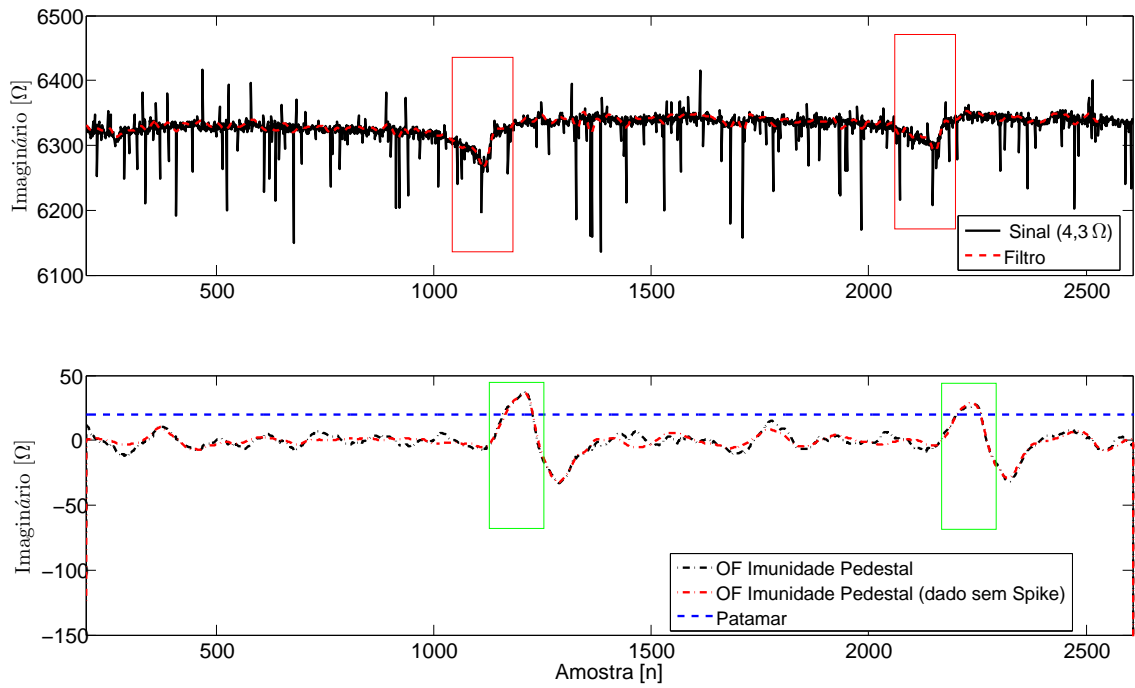 6500
6400
6300
6200
6100
Imaginário [Ω]
500
1000
1500
2000
2500
Sinal (4,3 Ω)
Filtro
50
0
−50
−100
−150
Imaginário [Ω]
500
1000
1500
2000
2500
Amostra [n]
OF Imunidade Pedestal
OF Imunidade Pedestal (dado sem Spike)
Patamar